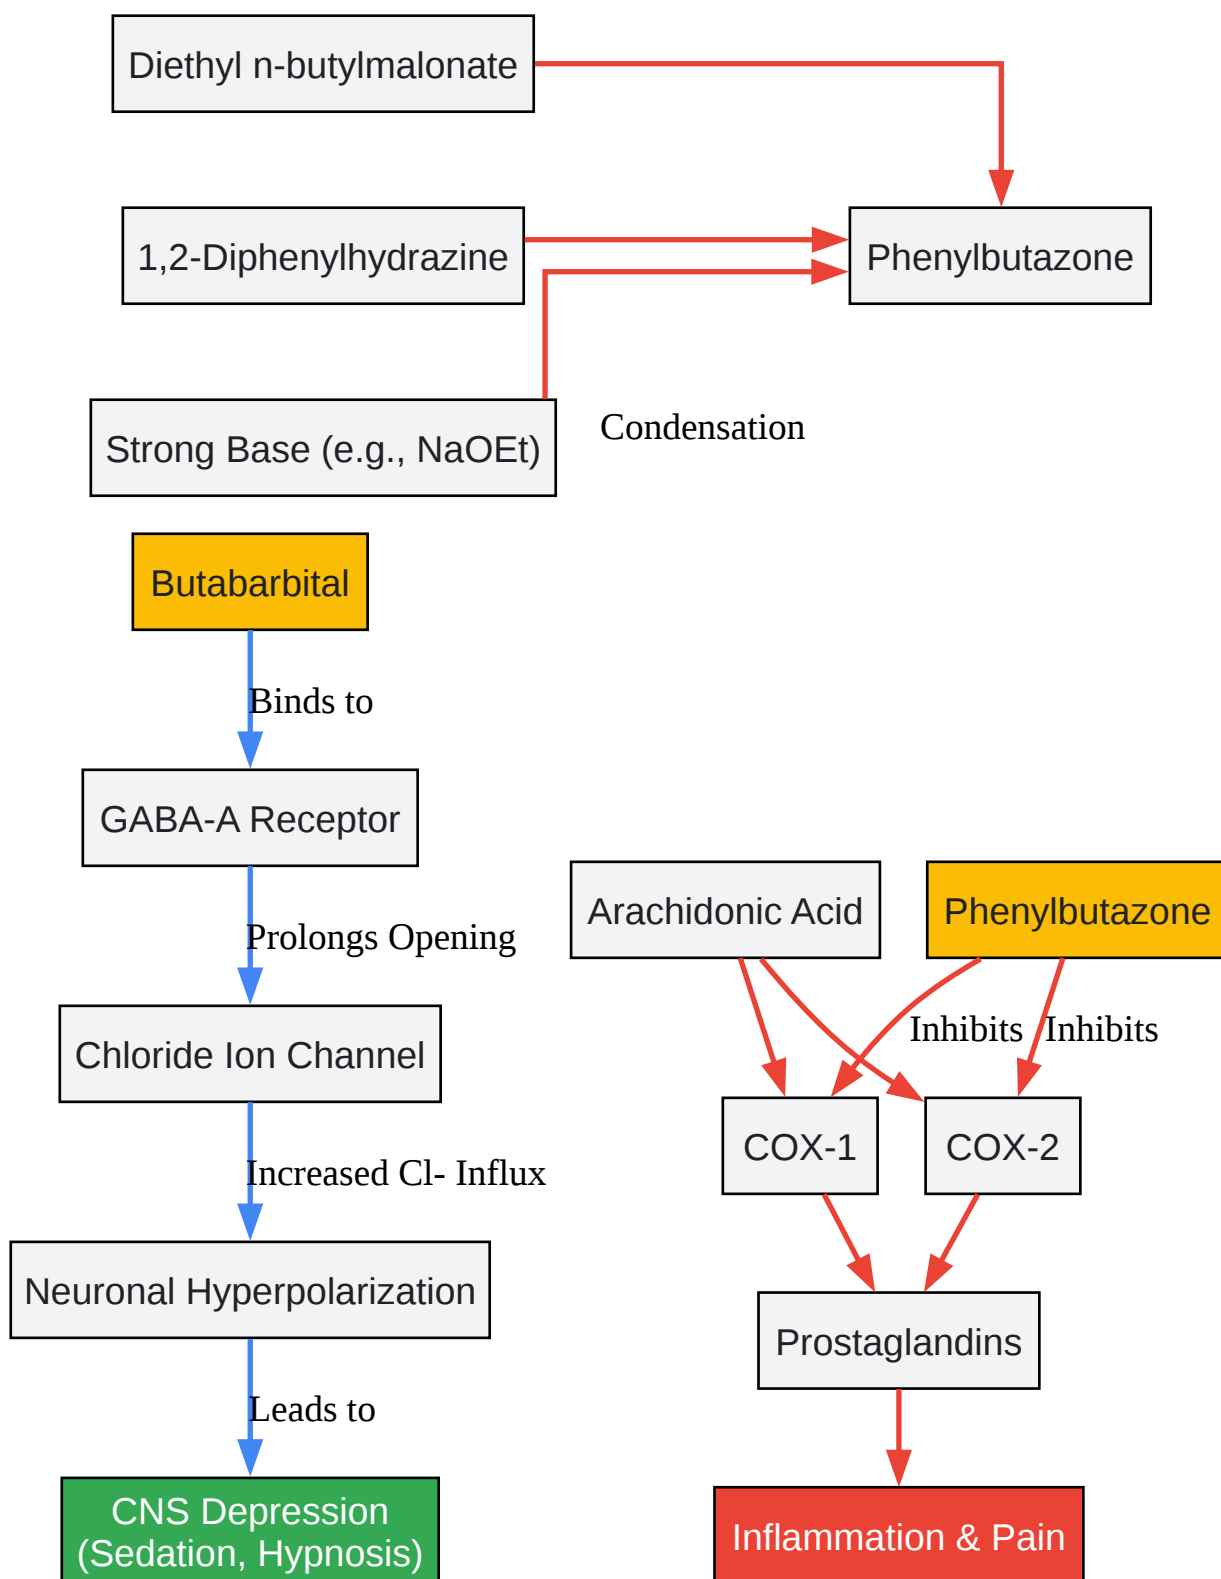 Diethyl n-butylmalonate
1,2-Diphenylhydrazine
Phenylbutazone
Condensation
Strong Base (e.g., NaOEt)
Butabarbital
Binds to
GABA-A Receptor
Prolongs Opening
Chloride Ion Channel
Increased Cl- Influx
Neuronal Hyperpolarization
Leads to
CNS Depression
(Sedation, Hypnosis)
Arachidonic Acid
Phenylbutazone
Inhibits
Inhibits
COX-1
COX-2
Prostaglandins
Inflammation & Pain